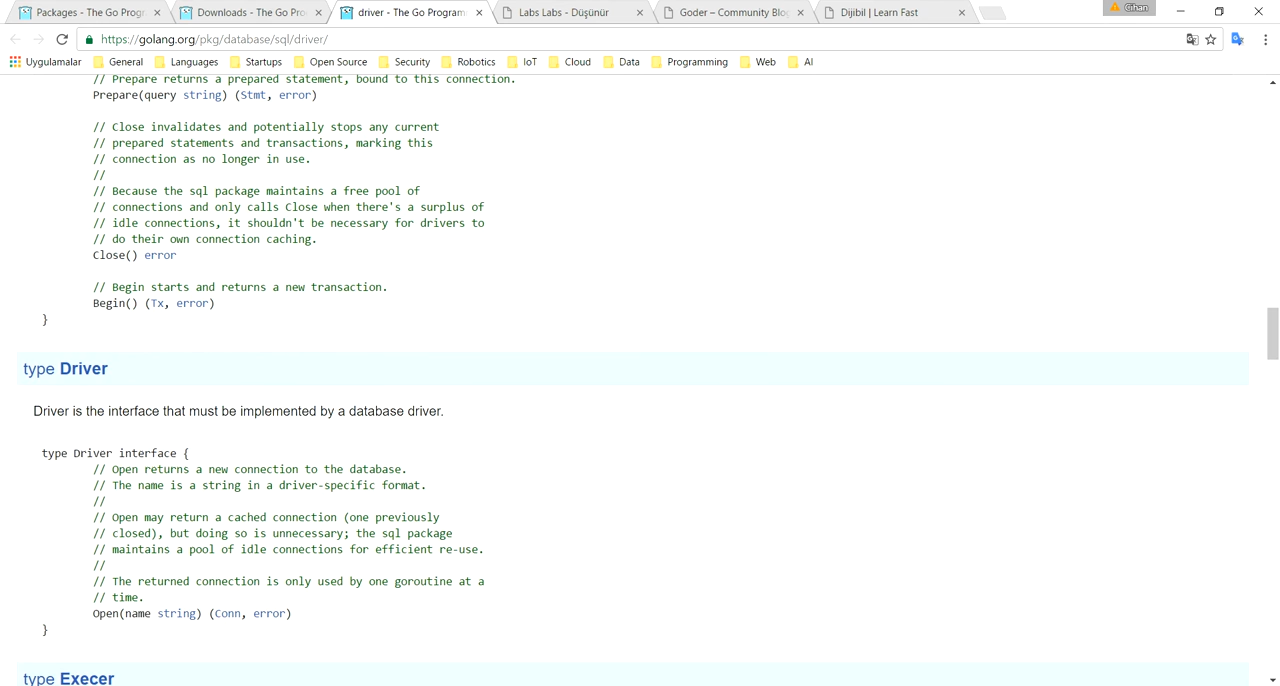 Packages - The Go Progr
Downloads - The Go Pro
driver - The Go Program
Labs Labs - Düşünür
Goder – Community Blog
Dijibil | Learn Fast
Cihan
https://golang.org/pkg/database/sql/driver/
Uygulamalar General Languages Startups Open Source Security Robotics IoT Cloud Data Programming Web AI
// Prepare returns a prepared statement, bound to this connection.
Prepare(query string) (Stmt, error)
// Close invalidates and potentially stops any current
// prepared statements and transactions, marking this
// connection as no longer in use.
//
// Because the sql package maintains a free pool of
// connections and only calls Close when there's a surplus of
// idle connections, it shouldn't be necessary for drivers to
// do their own connection caching.
Close() error
// Begin starts and returns a new transaction.
Begin() (Tx, error)
}
type Driver
Driver is the interface that must be implemented by a database driver.
type Driver interface {
// Open returns a new connection to the database.
// The name is a string in a driver-specific format.
//
// Open may return a cached connection (one previously
// closed), but doing so is unnecessary; the sql package
// maintains a pool of idle connections for efficient re-use.
//
// The returned connection is only used by one goroutine at a
// time.
Open(name string) (Conn, error)
}
type Execer